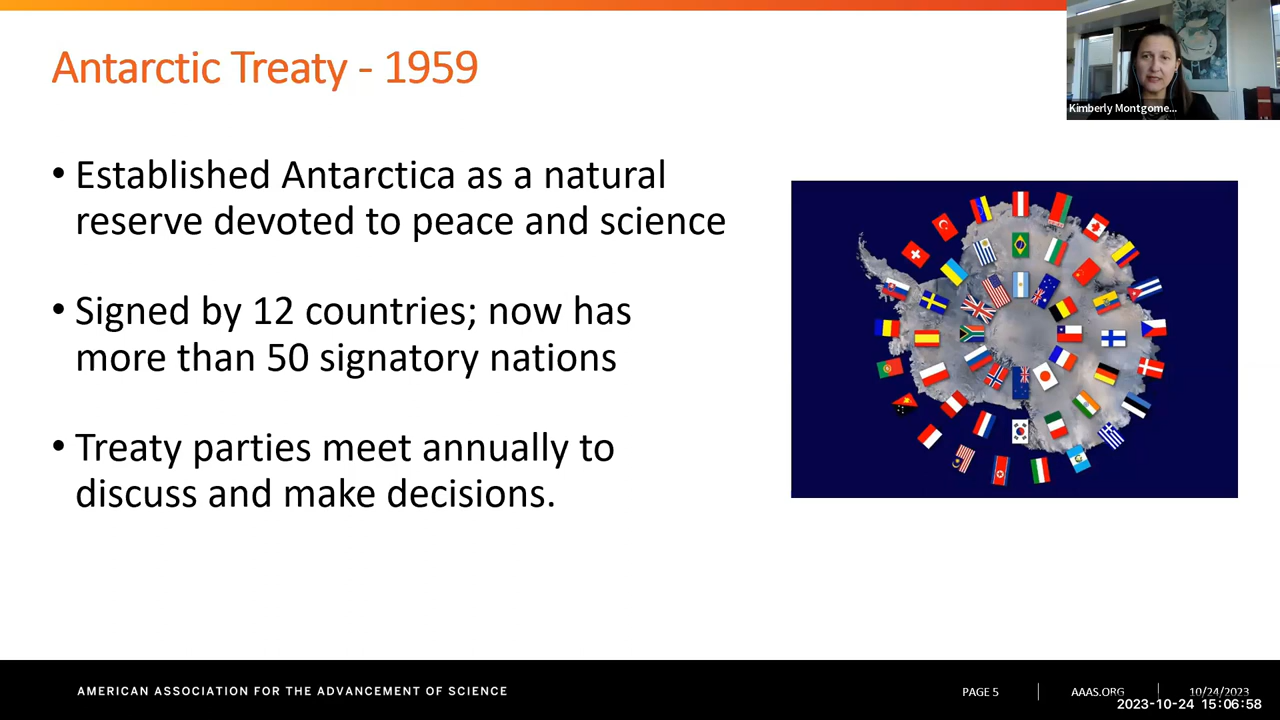 Antarctic Treaty - 1959
Kimberly Montgome...
• Established Antarctica as a natural
reserve devoted to peace and science
• Signed by 12 countries; now has
more than 50 signatory nations
• Treaty parties meet annually to
discuss and make decisions.
AMERICAN ASSOCIATION FOR THE ADVANCEMENT OF SCIENCE
PAGE 5
AAAS.ORG
10/24/2023
2023-10-24 15:06:58